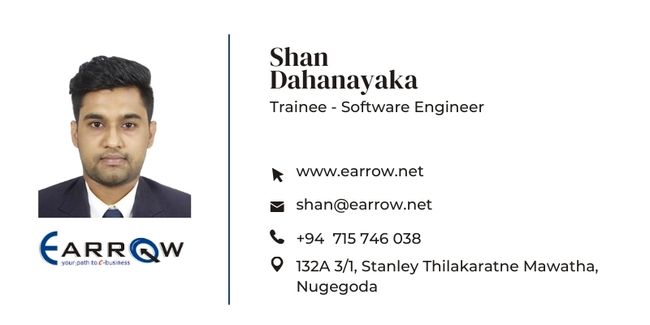 Shan
Dahanayaka
Trainee - Software Engineer
www.earrow.net
shan@earrow.net
+94 715 746 038
132A 3/1, Stanley Thilakaratne Mawatha,
Nugegoda
EARROW
your path to e-business